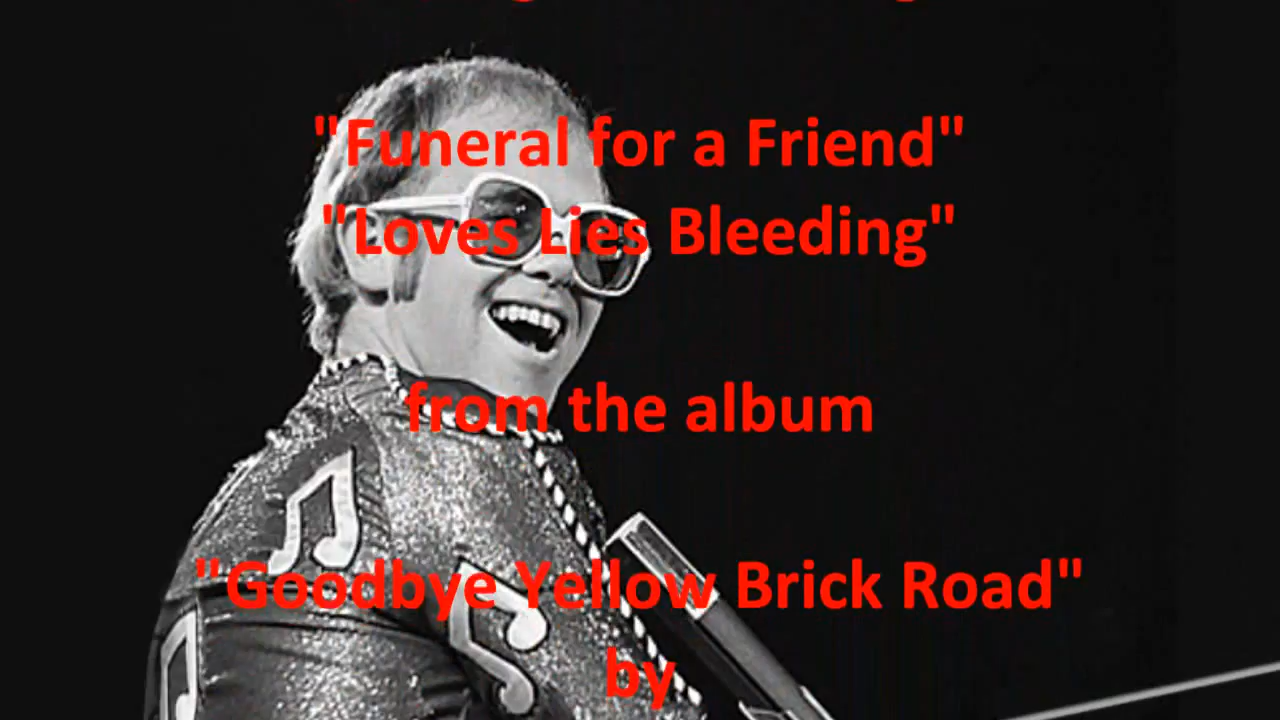 "Funeral for a Friend"
"Loves Lies Bleeding"
from the album
"Goodbye Yellow Brick Road"
by